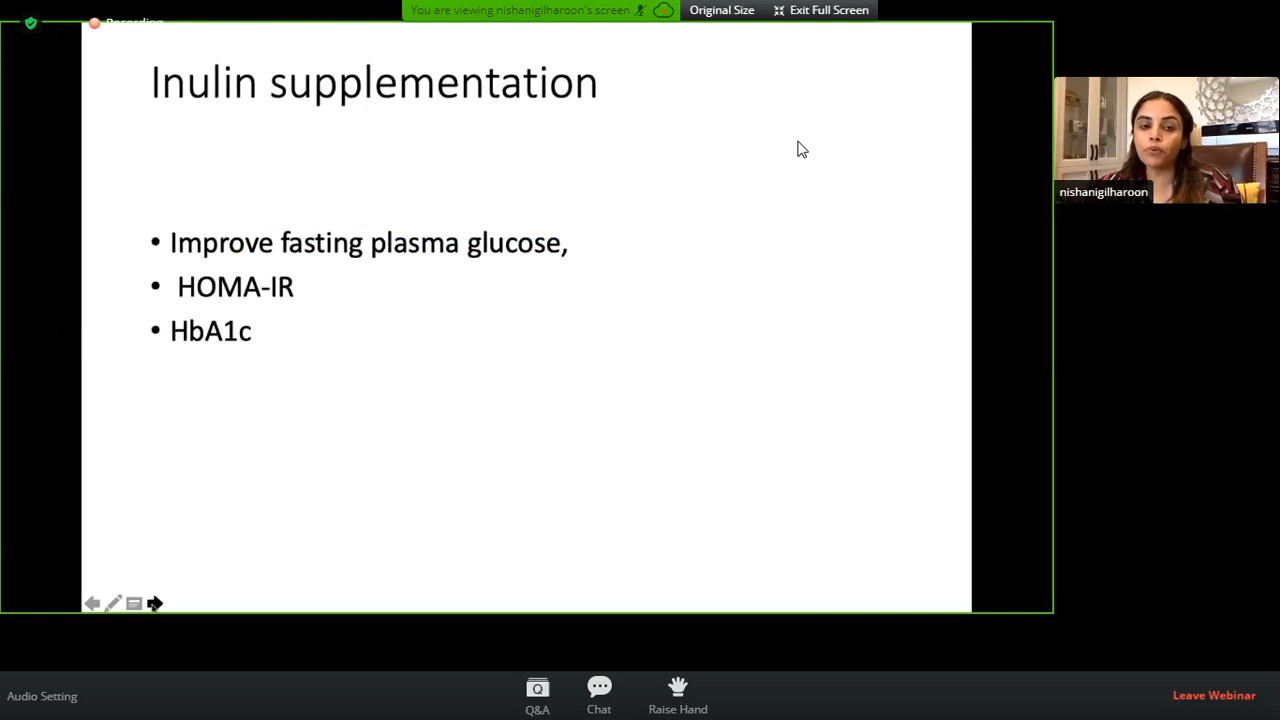 You are viewing nishanigilharoon's screen
Original Size
Exit Full Screen
Recording
Inulin supplementation
• Improve fasting plasma glucose,
• HOMA-IR
• HbA1c
nishanigilharoon
Audio Setting
Q&A
Chat
Raise Hand
Leave Webinar